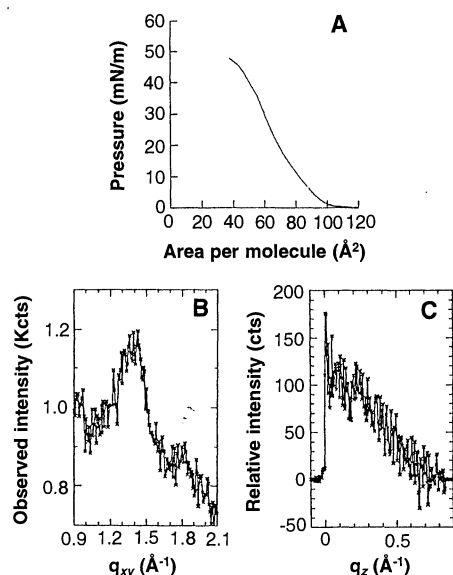 A
Pressure (mN/m)
60
50
40
30
20
10
0
0 20 40 60 80 100 120
Area per molecule (Å²)
B
Observed intensity (Kcts)
1.2
1.0
0.8
0.9 1.2 1.5 1.8 2.1
qxy (Å-1)
C
Relative intensity (cts)
200
150
100
50
0
-50
0 0.5
qz (Å-1)